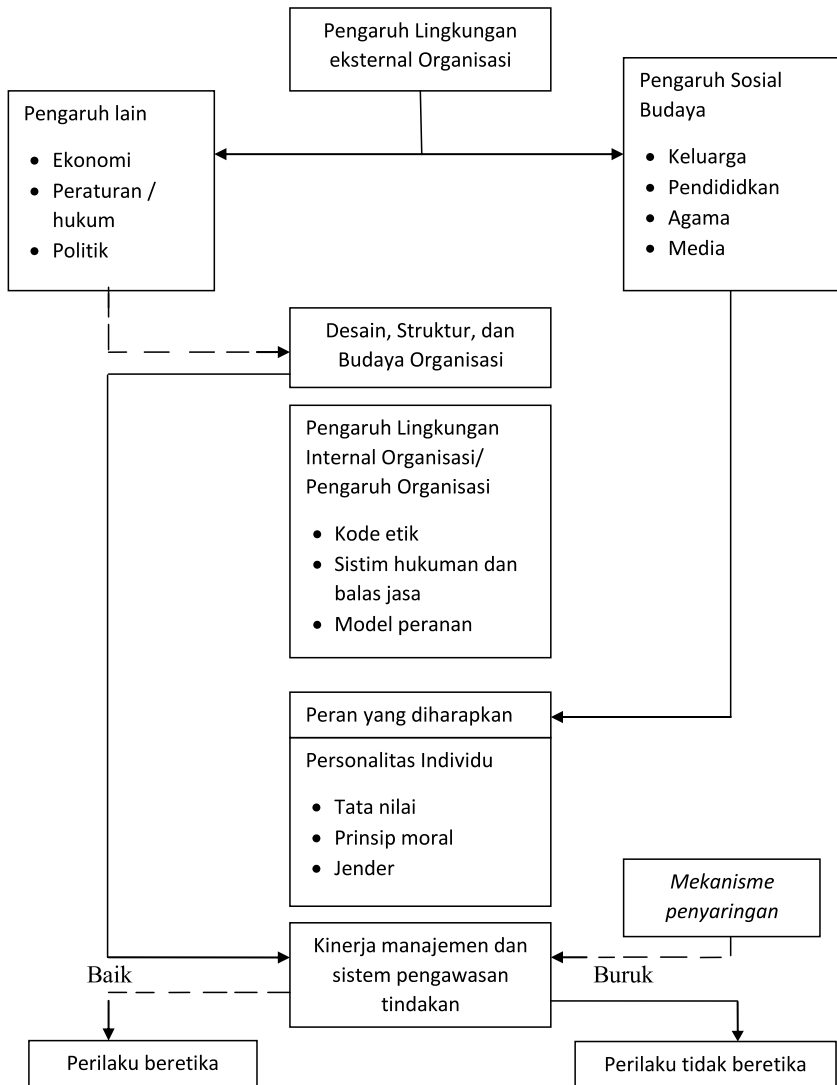 Pengaruh Lingkungan
eksternal Organisasi
Pengaruh lain
• Ekonomi
• Peraturan /
hukum
• Politik
Pengaruh Sosial
Budaya
• Keluarga
• Pendididkan
• Agama
• Media
Desain, Struktur, dan
Budaya Organisasi
Pengaruh Lingkungan
Internal Organisasi/
Pengaruh Organisasi
• Kode etik
• Sistim hukuman dan
balas jasa
• Model peranan
Peran yang diharapkan
Personalitas Individu
• Tata nilai
• Prinsip moral
• Jender
Mekanisme
penyaringan
Kinerja manajemen dan
sistem pengawasan
tindakan
Baik
Buruk
Perilaku beretika
Perilaku tidak beretika